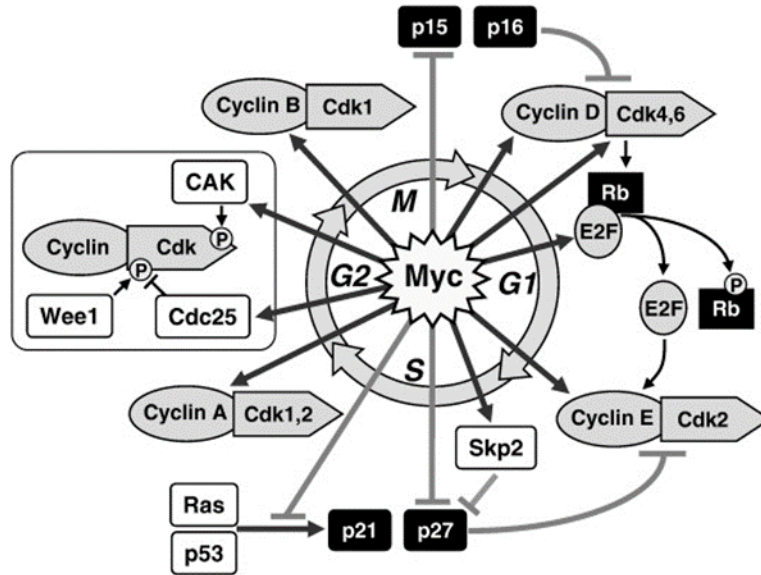 p15 p16
Cyclin B Cdk1
Cyclin D Cdk4,6
CAK
M
Rb
P
Cyclin Cdk
E2F
P
G2 Myc G1
P
Wee1 Cdc25
E2F Rb
S
Cyclin A Cdk1,2
Cyclin E Cdk2
Skp2
Ras
p21 p27
p53